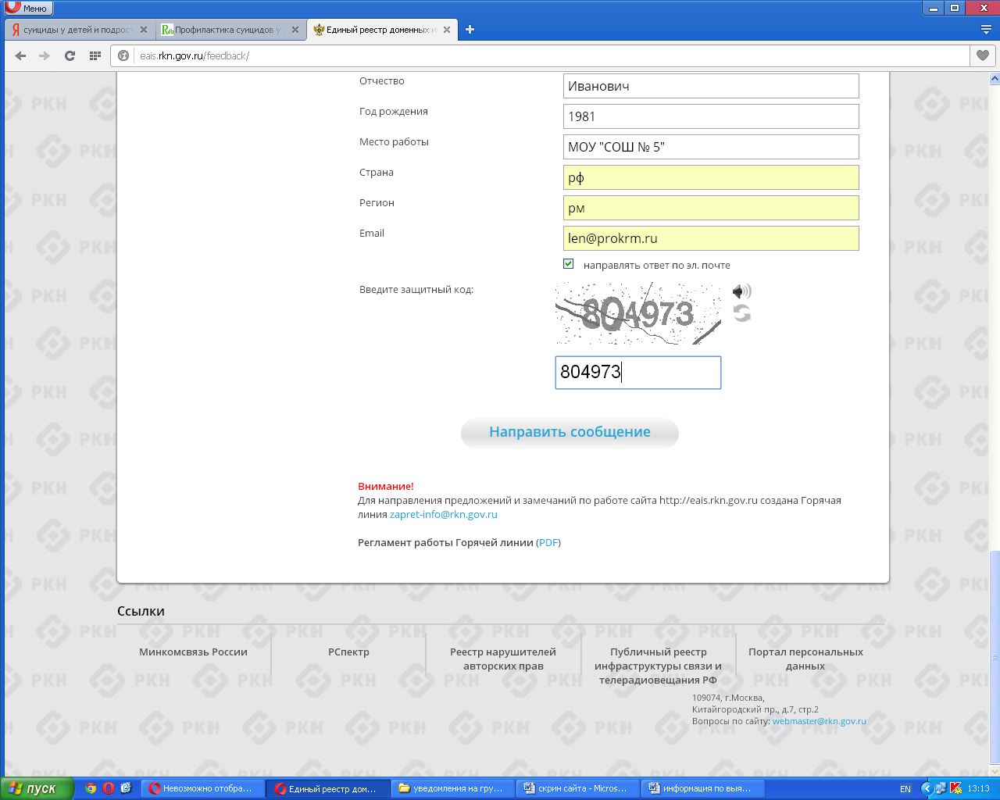 Меню
суициды у детей и подрост
Профилактика суицидов у д
Единый реестр доменных им
eais.rkn.gov.ru/feedback/
Отчество
Иванович
Год рождения
1981
Место работы
МОУ "СОШ № 5"
Страна
рф
Регион
рм
Email
len@prokrm.ru
направлять ответ по эл. почте
Введите защитный код:
804973
804973
Направить сообщение
Внимание!
Для направления предложений и замечаний по работе сайта http://eais.rkn.gov.ru создана Горячая
линия zapret-info@rkn.gov.ru
Регламент работы Горячей линии (PDF)
Ссылки
Минкомсвязь России
РСпектр
Реестр нарушителей
авторских прав
Публичный реестр
инфраструктуры связи и
телерадиовещания РФ
Портал персональных
данных
109074, г.Москва,
Китайгородский пр., д.7, стр.2
Вопросы по сайту: webmaster@rkn.gov.ru
пуск
Невозможно отобра...
Единый реестр дом...
уведомления на гру...
скрин сайта - Micros...
информация по выя...
EN
13:13